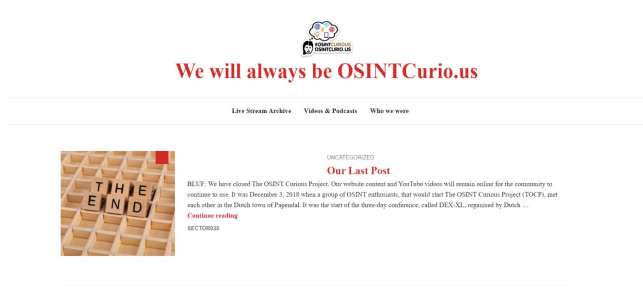 #OSINTCURIOUS
OSINTCURIO.US
We will always be OSINTCurio.us
Live Stream Archive Videos & Podcasts Who we were
THE
END
UNCATEGORIZED
Our Last Post
BLUF: We have closed The OSINT Curious Project. Our website content and YouTube videos will remain online for the community to
continue to use. It was December 3, 2018 when a group of OSINT enthusiasts, that would start The OSINT Curious Project (TOCP), met
each other in the Dutch town of Papendal. It was the start of the three-day conference, called DEX-XL, organised by Dutch …
Continue reading
SECTOR035